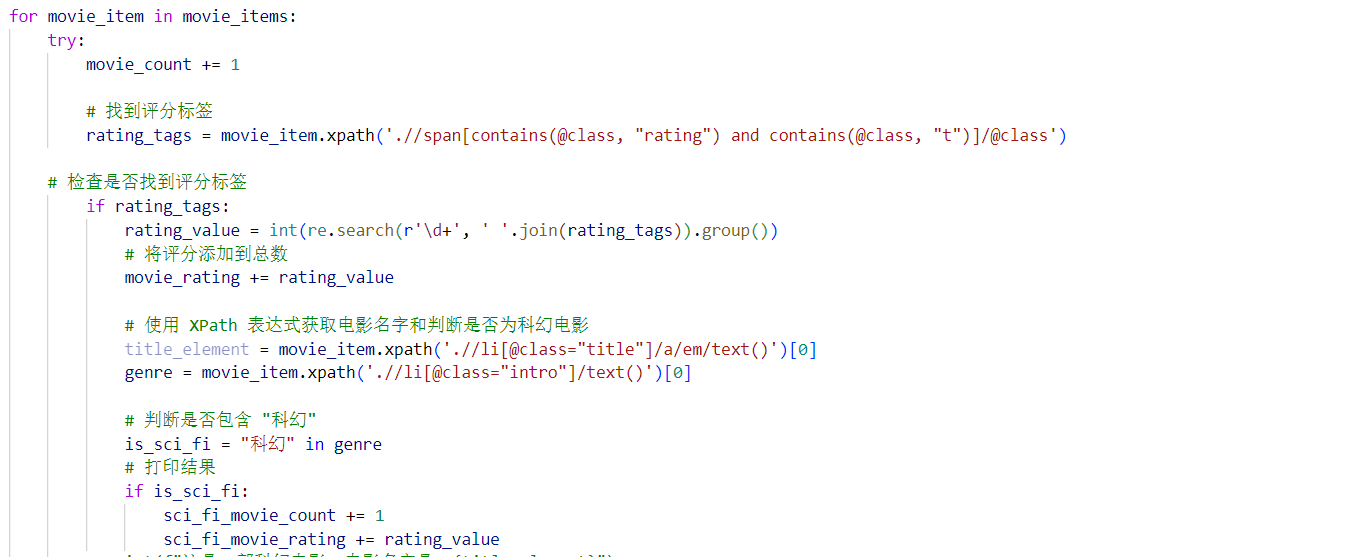 for movie_item in movie_items:
    try:
        movie_count += 1
        # 找到评分标签
        rating_tags = movie_item.xpath('.//span[contains(@class, "rating") and contains(@class, "t")]/@class')
    # 检查是否找到评分标签
        if rating_tags:
            rating_value = int(re.search(r'\d+', ' '.join(rating_tags)).group())
            # 将评分添加到总数
            movie_rating += rating_value
            # 使用 XPath 表达式获取电影名字和判断是否为科幻电影
            title_element = movie_item.xpath('.//li[@class="title"]/a/em/text()')[0]
            genre = movie_item.xpath('.//li[@class="intro"]/text()')[0]
            # 判断是否包含 "科幻"
            is_sci_fi = "科幻" in genre
            # 打印结果
            if is_sci_fi:
                sci_fi_movie_count += 1
                sci_fi_movie_rating += rating_value